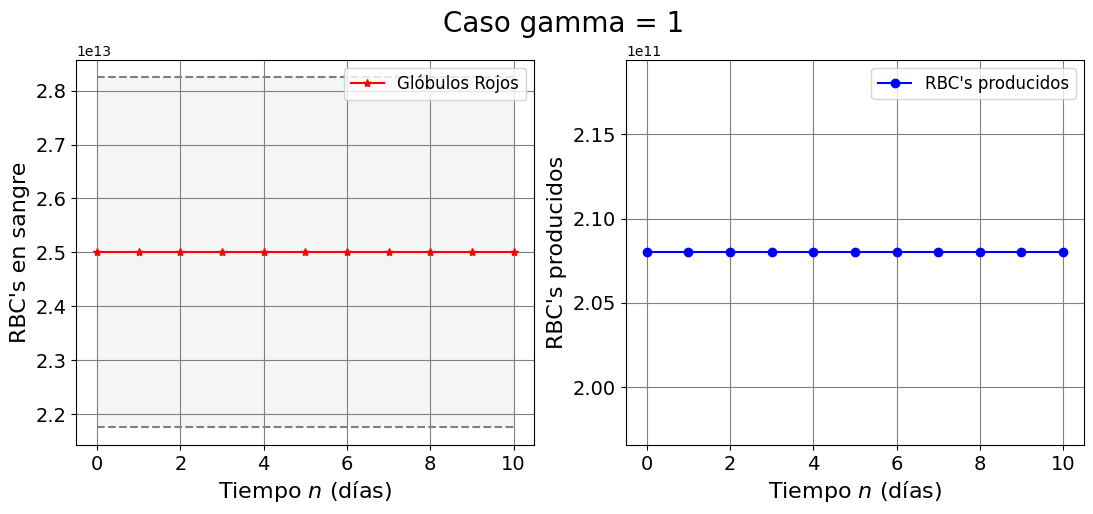 Caso gamma = 1
1e13
Glóbulos Rojos
RBC's en sangre
2.8
2.7
2.6
2.5
2.4
2.3
2.2
0 2 4 6 8 10
Tiempo n (días)
1e11
RBC's producidos
RBC's producidos
2.15
2.10
2.05
2.00
0 2 4 6 8 10
Tiempo n (días)